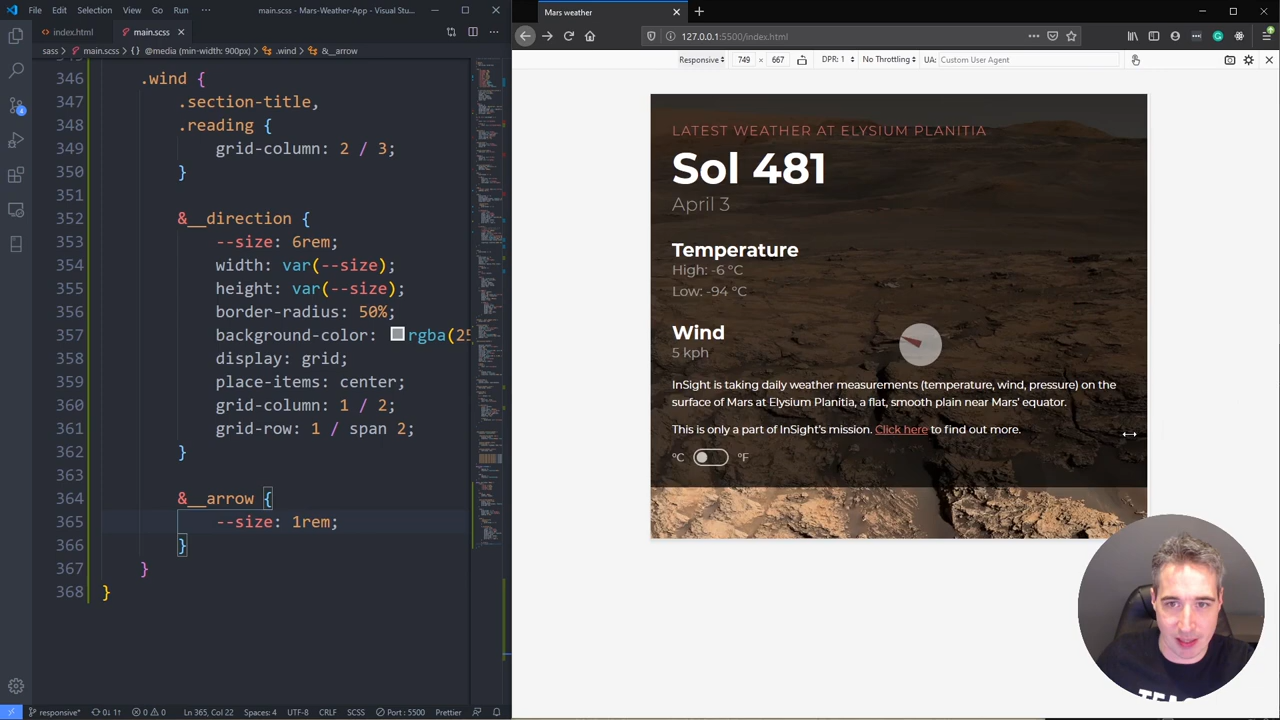 File Edit Selection View Go ··· main.scss - Mars-Weather-App - Visual Stu...
index.html main.scss
sass > main.scss > {} @media (min-width: 900px) > .wind > &__arrow
346 .wind {
347 .section-title,
348 .reading {
349 grid-column: 2 / 3;
350 }
351
352 &__direction {
353 --size: 6rem;
354 width: var(--size);
355 height: var(--size);
356 border-radius: 50%;
357 background-color: rgba(25
358 display: grid;
359 place-items: center;
360 grid-column: 1 / 2;
361 grid-row: 1 / span 2;
362 }
363
364 &__arrow {
365 --size: 1rem;
366 }
367 }
368 }
responsive* 0↓ 1↑ 0 0 Ln 365, Col 22 Spaces: 4 UTF-8 CRLF SCSS Port : 5500 Prettier
Mars weather
127.0.0.1:5500/index.html
Responsive 749 × 667 DPR: 1 No Throttling UA: Custom User Agent
LATEST WEATHER AT ELYSIUM PLANITIA
Sol 481
April 3
Temperature
High: -6 °C
Low: -94 °C
Wind
5 kph
InSight is taking daily weather measurements (temperature, wind, pressure) on the
surface of Mars at Elysium Planitia, a flat, smooth plain near Mars' equator.
This is only a part of InSight's mission. Click here to find out more.
°C °F